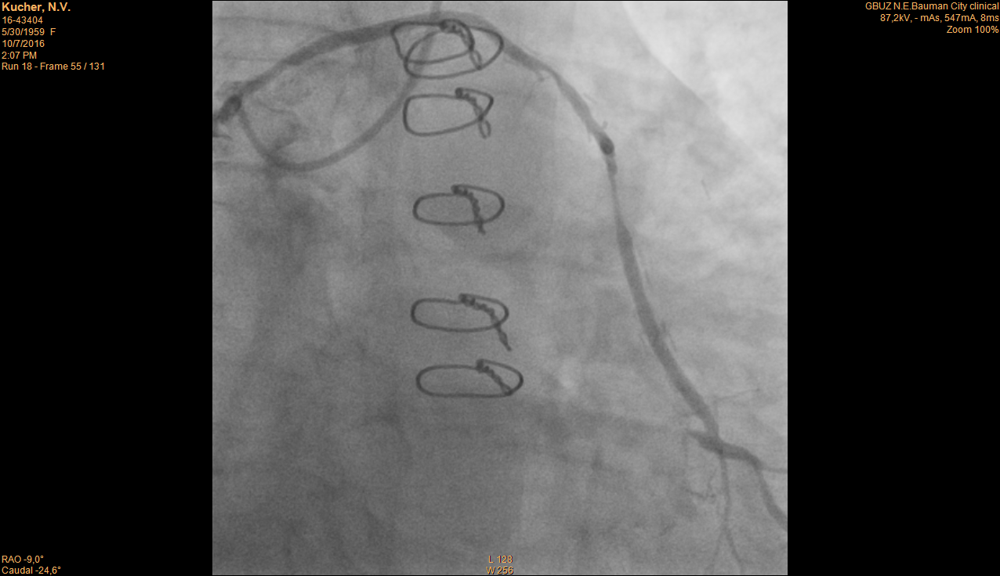 Kucher, N.V.
16-43404
5/30/1959 F
10/7/2016
2:07 PM
Run 18 - Frame 55 / 131
GBUZ N.E.Bauman City clinical
87,2kV, - mAs, 547mA, 8ms
Zoom 100%
RAO -9,0°
Caudal -24,6°
L 128
W 256